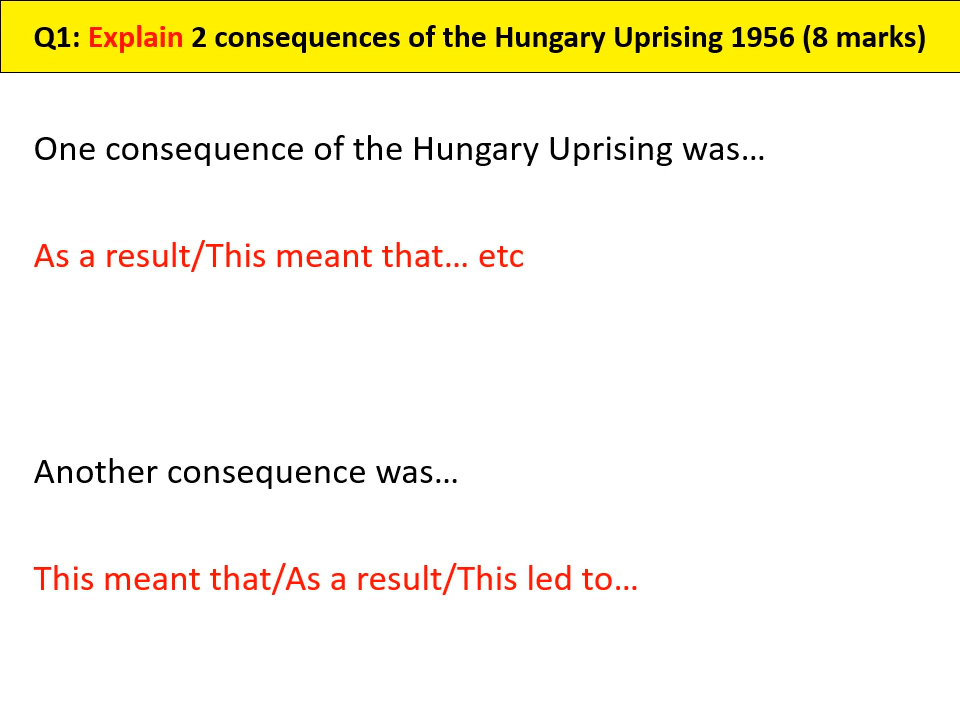 Q1: Explain 2 consequences of the Hungary Uprising 1956 (8 marks)
One consequence of the Hungary Uprising was…
As a result/This meant that… etc
Another consequence was…
This meant that/As a result/This led to…